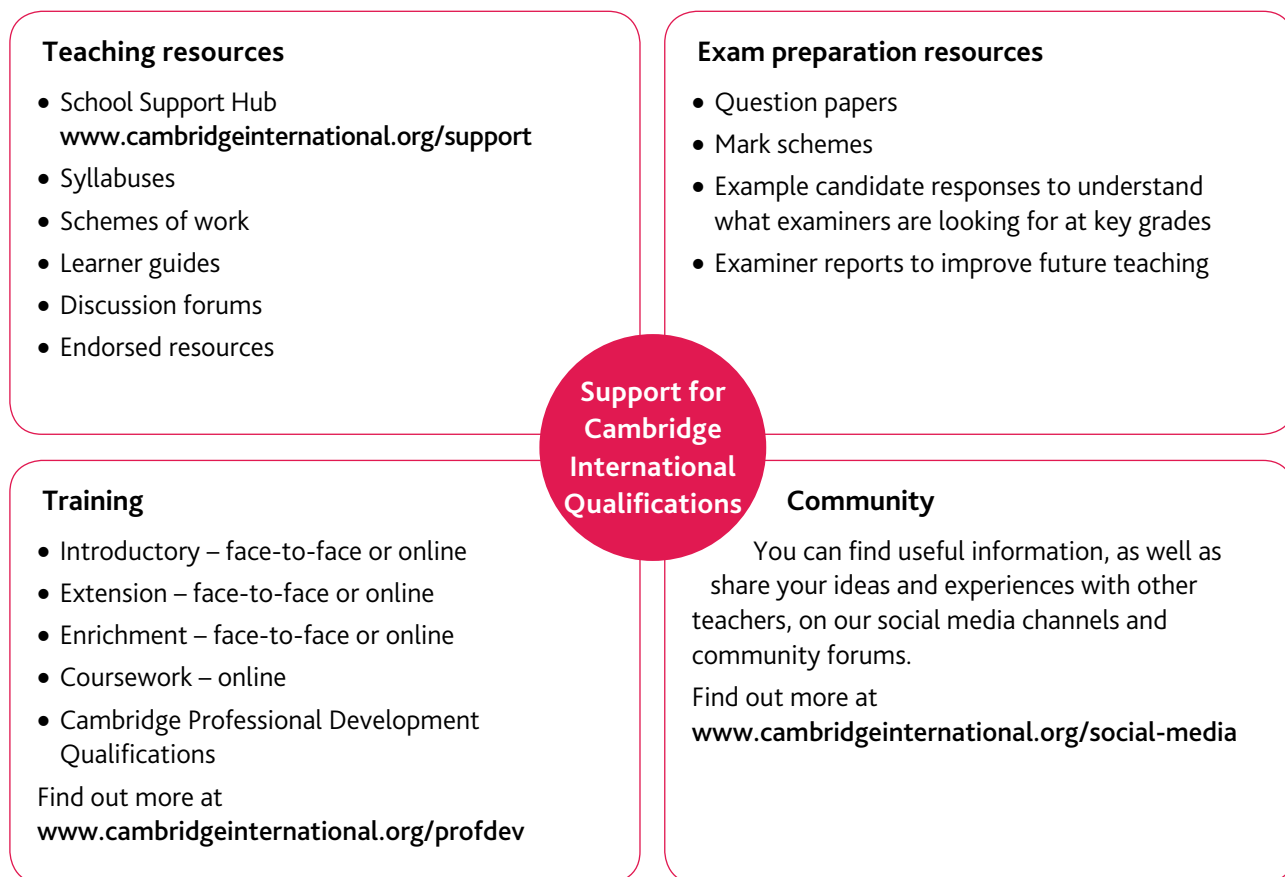 Teaching resources
• School Support Hub
www.cambridgeinternational.org/support
• Syllabuses
• Schemes of work
• Learner guides
• Discussion forums
• Endorsed resources
Exam preparation resources
• Question papers
• Mark schemes
• Example candidate responses to understand
what examiners are looking for at key grades
• Examiner reports to improve future teaching
Support for
Cambridge
International
Qualifications
Training
• Introductory – face-to-face or online
• Extension – face-to-face or online
• Enrichment – face-to-face or online
• Coursework – online
• Cambridge Professional Development
Qualifications
Find out more at
www.cambridgeinternational.org/profdev
Community
You can find useful information, as well as
share your ideas and experiences with other
teachers, on our social media channels and
community forums.
Find out more at
www.cambridgeinternational.org/social-media